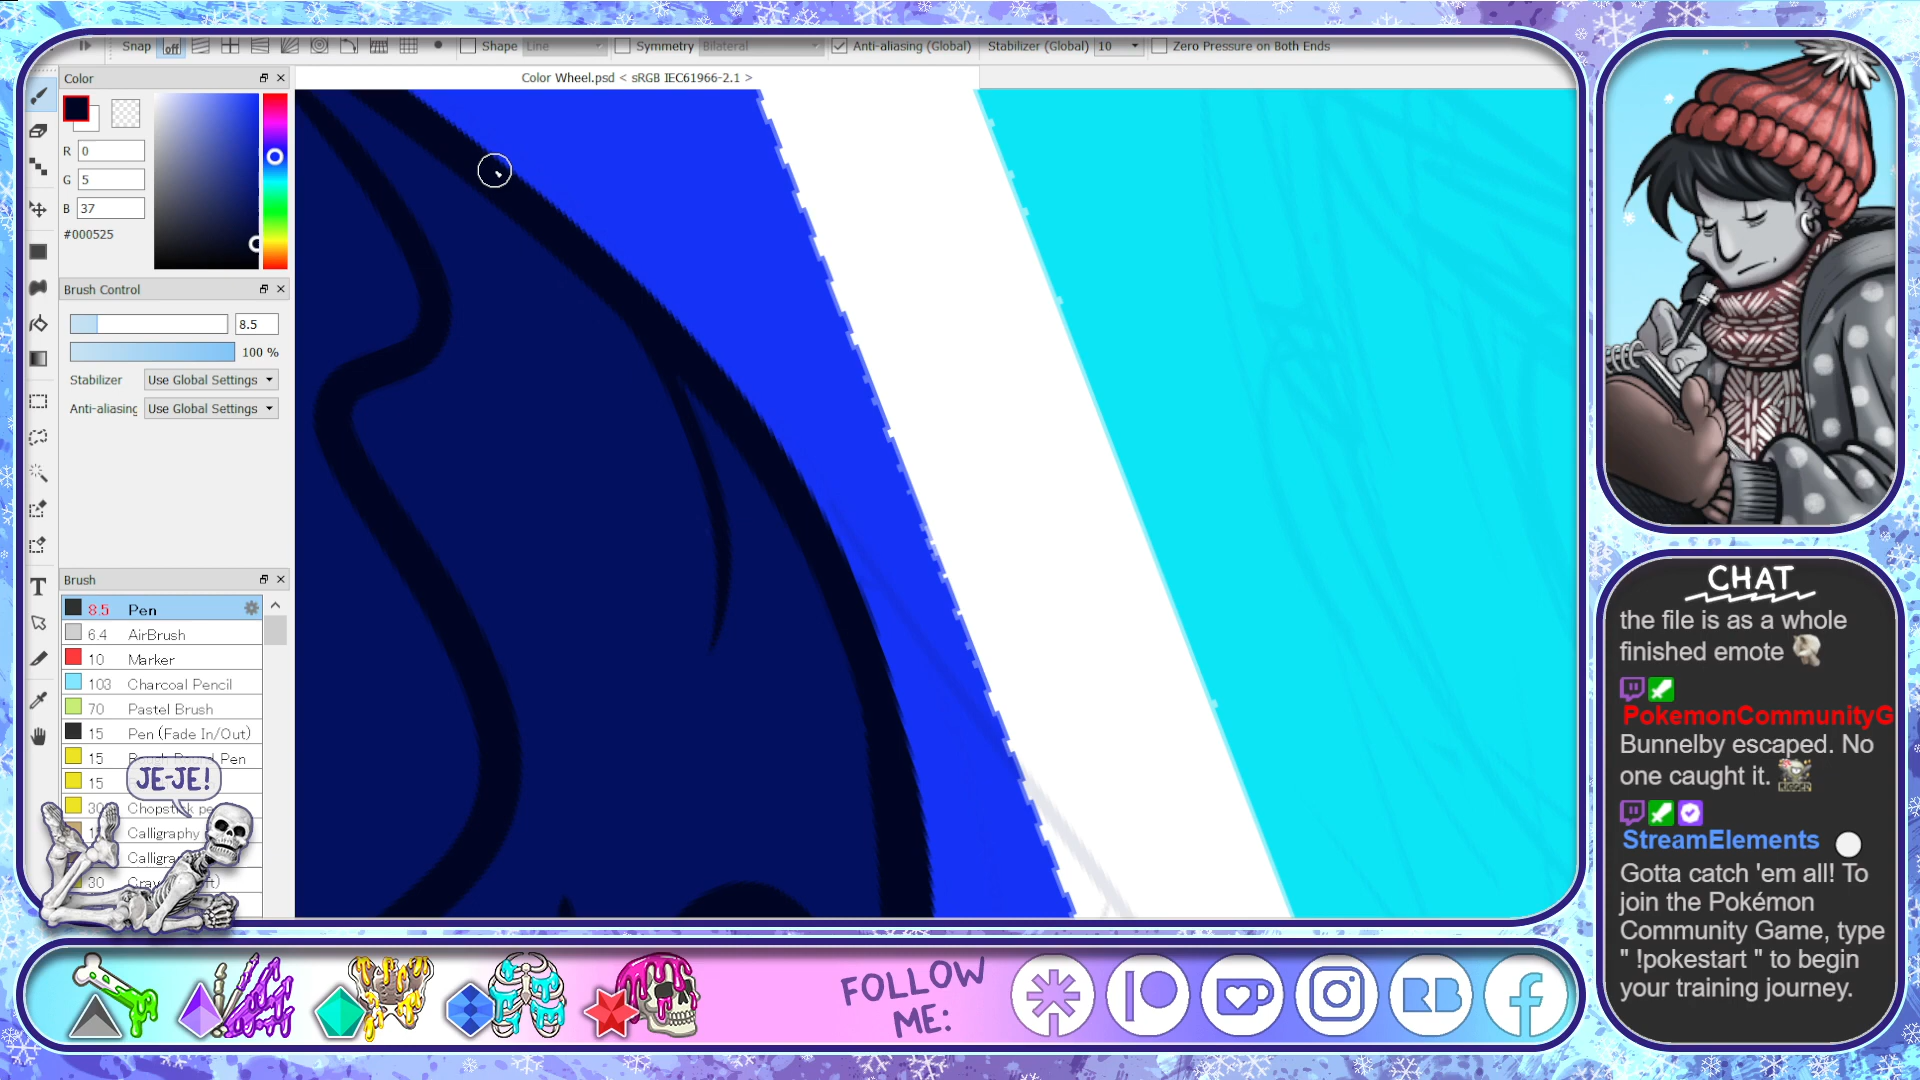 Snap
off
Shape
Line
Symmetry
Bilateral
Anti-aliasing (Global)
Stabilizer (Global)
10
Zero Pressure on Both Ends
Color
Color Wheel.psd < sRGB IEC61966-2.1 >
R 0
G 5
B 37
#000525
Brush Control
8.5
100 %
Stabilizer
Use Global Settings
Anti-aliasing
Use Global Settings
Brush
8.5 Pen
6.4 AirBrush
10 Marker
103 Charcoal Pencil
70 Pastel Brush
15 Pen (Fade In/Out)
15 Pen
15
30 Chopstick pe
Calligraphy
30
JE-JE!
FOLLOW
ME:
CHAT
the file is as a whole
finished emote
PokemonCommunityG
Bunnelby escaped. No
one caught it.
StreamElements
Gotta catch 'em all! To
join the Pokémon
Community Game, type
" !pokestart " to begin
your training journey.